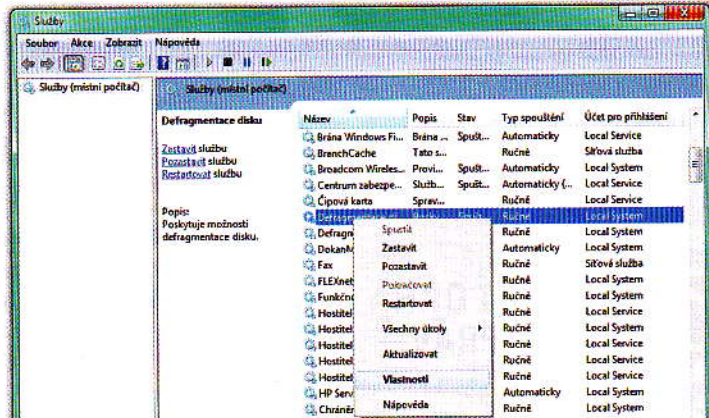 Služby
Soubor Akce Zobrazit Nápověda
Služby (místní počítač)
Služby (místní počítač)
Defragmentace disku
Zastavit službu
Pozastavit službu
Restartovat službu
Popis:
Poskytuje možnosti
defragmentace disku.
Název Popis Stav Typ spouštění Účet pro přihlášení
Brána Windows Fi... Brána ... Spušt... Automaticky Local Service
BranchCache Tato s... Ručně Síťová služba
Broadcom Wireles... Provi... Spušt... Automaticky Local System
Centrum zabezpe... Služb... Spušt... Automaticky (... Local Service
Čipová karta Sprav... Ručně Local Service
Ručně Local System
Defragn Ručně Local System
DokanM Automaticky Local System
Fax Ručně Síťová služba
FLEXnet Ručně Local System
Funkčn Ručně Local System
Hostitel Ručně Local Service
Hostitel Ručně Local System
Hostitel Ručně Local Service
Hostitel Ručně Local Service
Hostitel Ručně Local Service
HP Serv Automaticky Local System
Chráněn Ručně Local Service
Spustit
Zastavit
Pozastavit
Pokračovat
Restartovat
Všechny úkoly
Aktualizovat
Vlastnosti
Nápověda